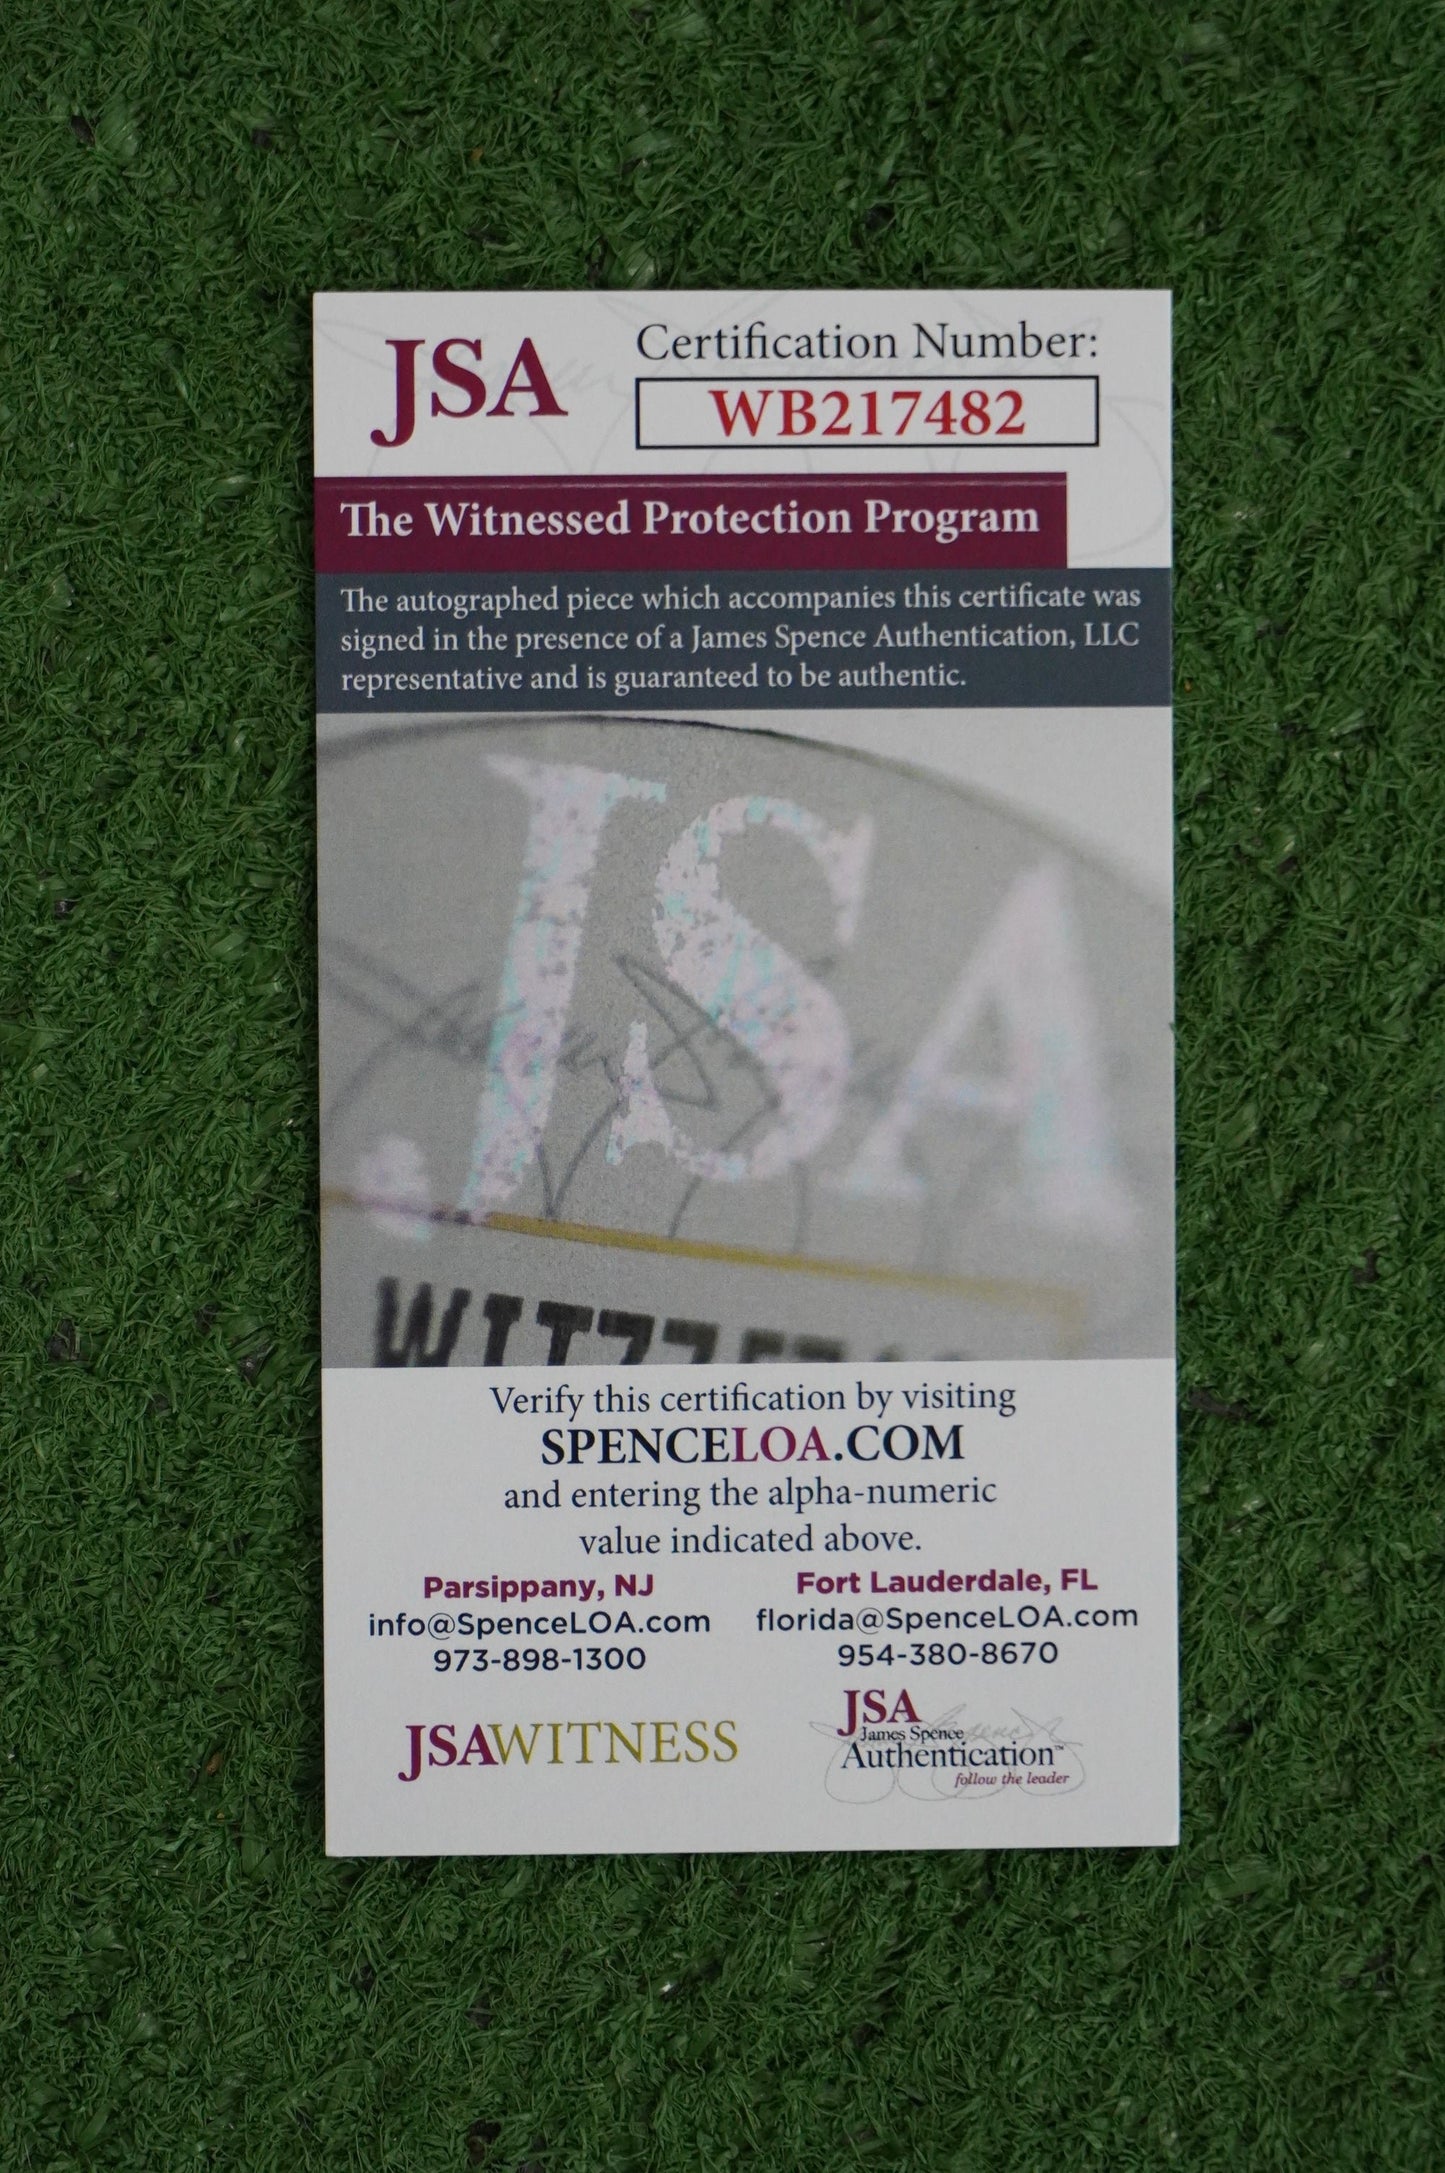 JSA
Certification Number:
WB217482
The Witnessed Protection Program
The autographed piece which accompanies this certificate was
signed in the presence of a James Spence Authentication, LLC
representative and is guaranteed to be authentic.
JSA
Verify this certification by visiting
SPENCELOA.COM
and entering the alpha-numeric
value indicated above.
Parsippany, NJ
info@SpenceLOA.com
973-898-1300
Fort Lauderdale, FL
florida@SpenceLOA.com
954-380-8670
JSAWITNESS
JSA
James Spence
Authentication™
follow the leader